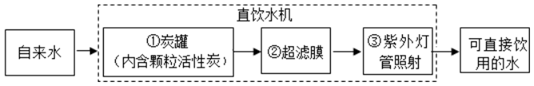 直饮水机
自来水
①炭罐
（内含颗粒活性炭）
②超滤膜
③紫外灯
管照射
可直接饮
用的水